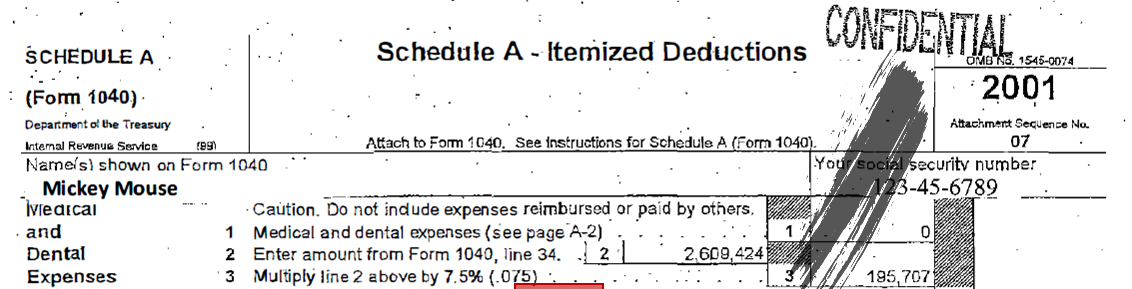 CONFIDENTIAL
SCHEDULE A
Schedule A - Itemized Deductions
OMB No. 1545-0074
(Form 1040)
2001
Department of the Treasury
Attachment Sequence No.
Internal Revenue Service (99) Attach to Form 1040. See Instructions for Schedule A (Form 1040). 07
Name(s) shown on Form 1040 Your social security number
Mickey Mouse 123-45-6789
Medical Caution. Do not include expenses reimbursed or paid by others.
and 1 Medical and dental expenses (see page A-2) 1 0
Dental 2 Enter amount from Form 1040, line 34. 2 2,609,424
Expenses 3 Multiply line 2 above by 7.5% (.075) 3 195,707